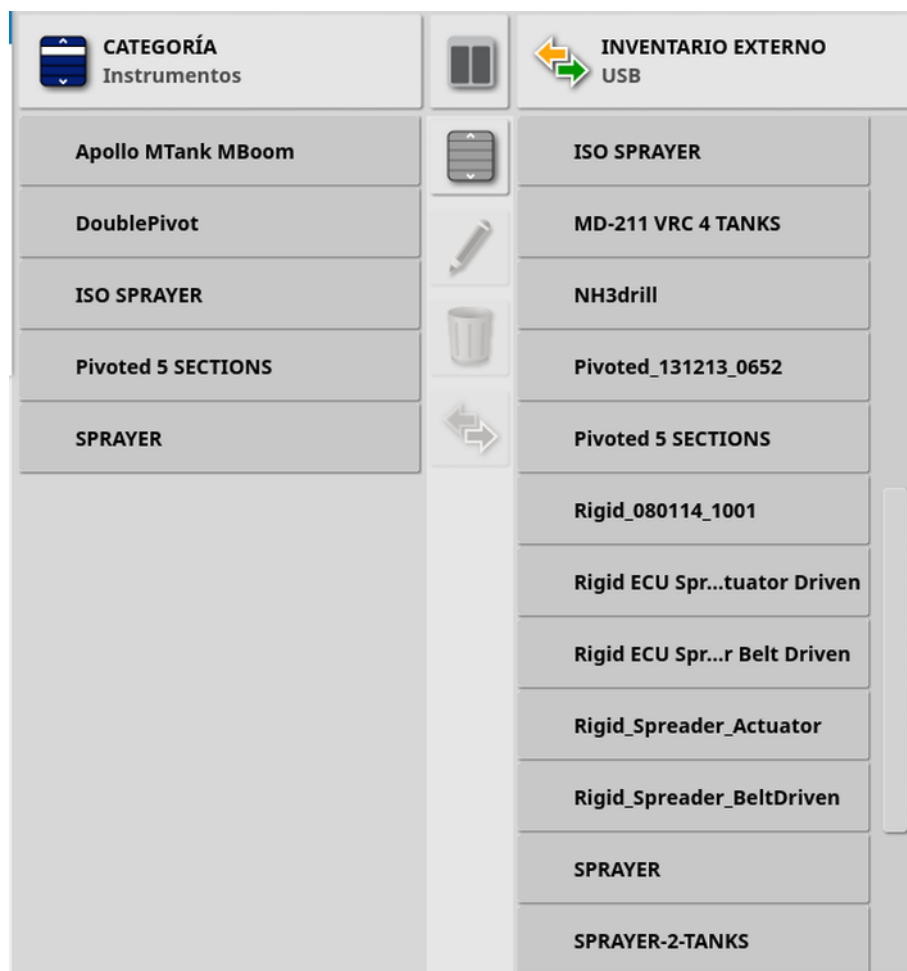 CATEGORÍA
Instrumentos
Apollo MTank MBoom
DoublePivot
ISO SPRAYER
Pivoted 5 SECTIONS
SPRAYER
INVENTARIO EXTERNO
USB
ISO SPRAYER
MD-211 VRC 4 TANKS
NH3drill
Pivoted_131213_0652
Pivoted 5 SECTIONS
Rigid_080114_1001
Rigid ECU Spr...tuator Driven
Rigid ECU Spr...r Belt Driven
Rigid_Spreader_Actuator
Rigid_Spreader_BeltDriven
SPRAYER
SPRAYER-2-TANKS